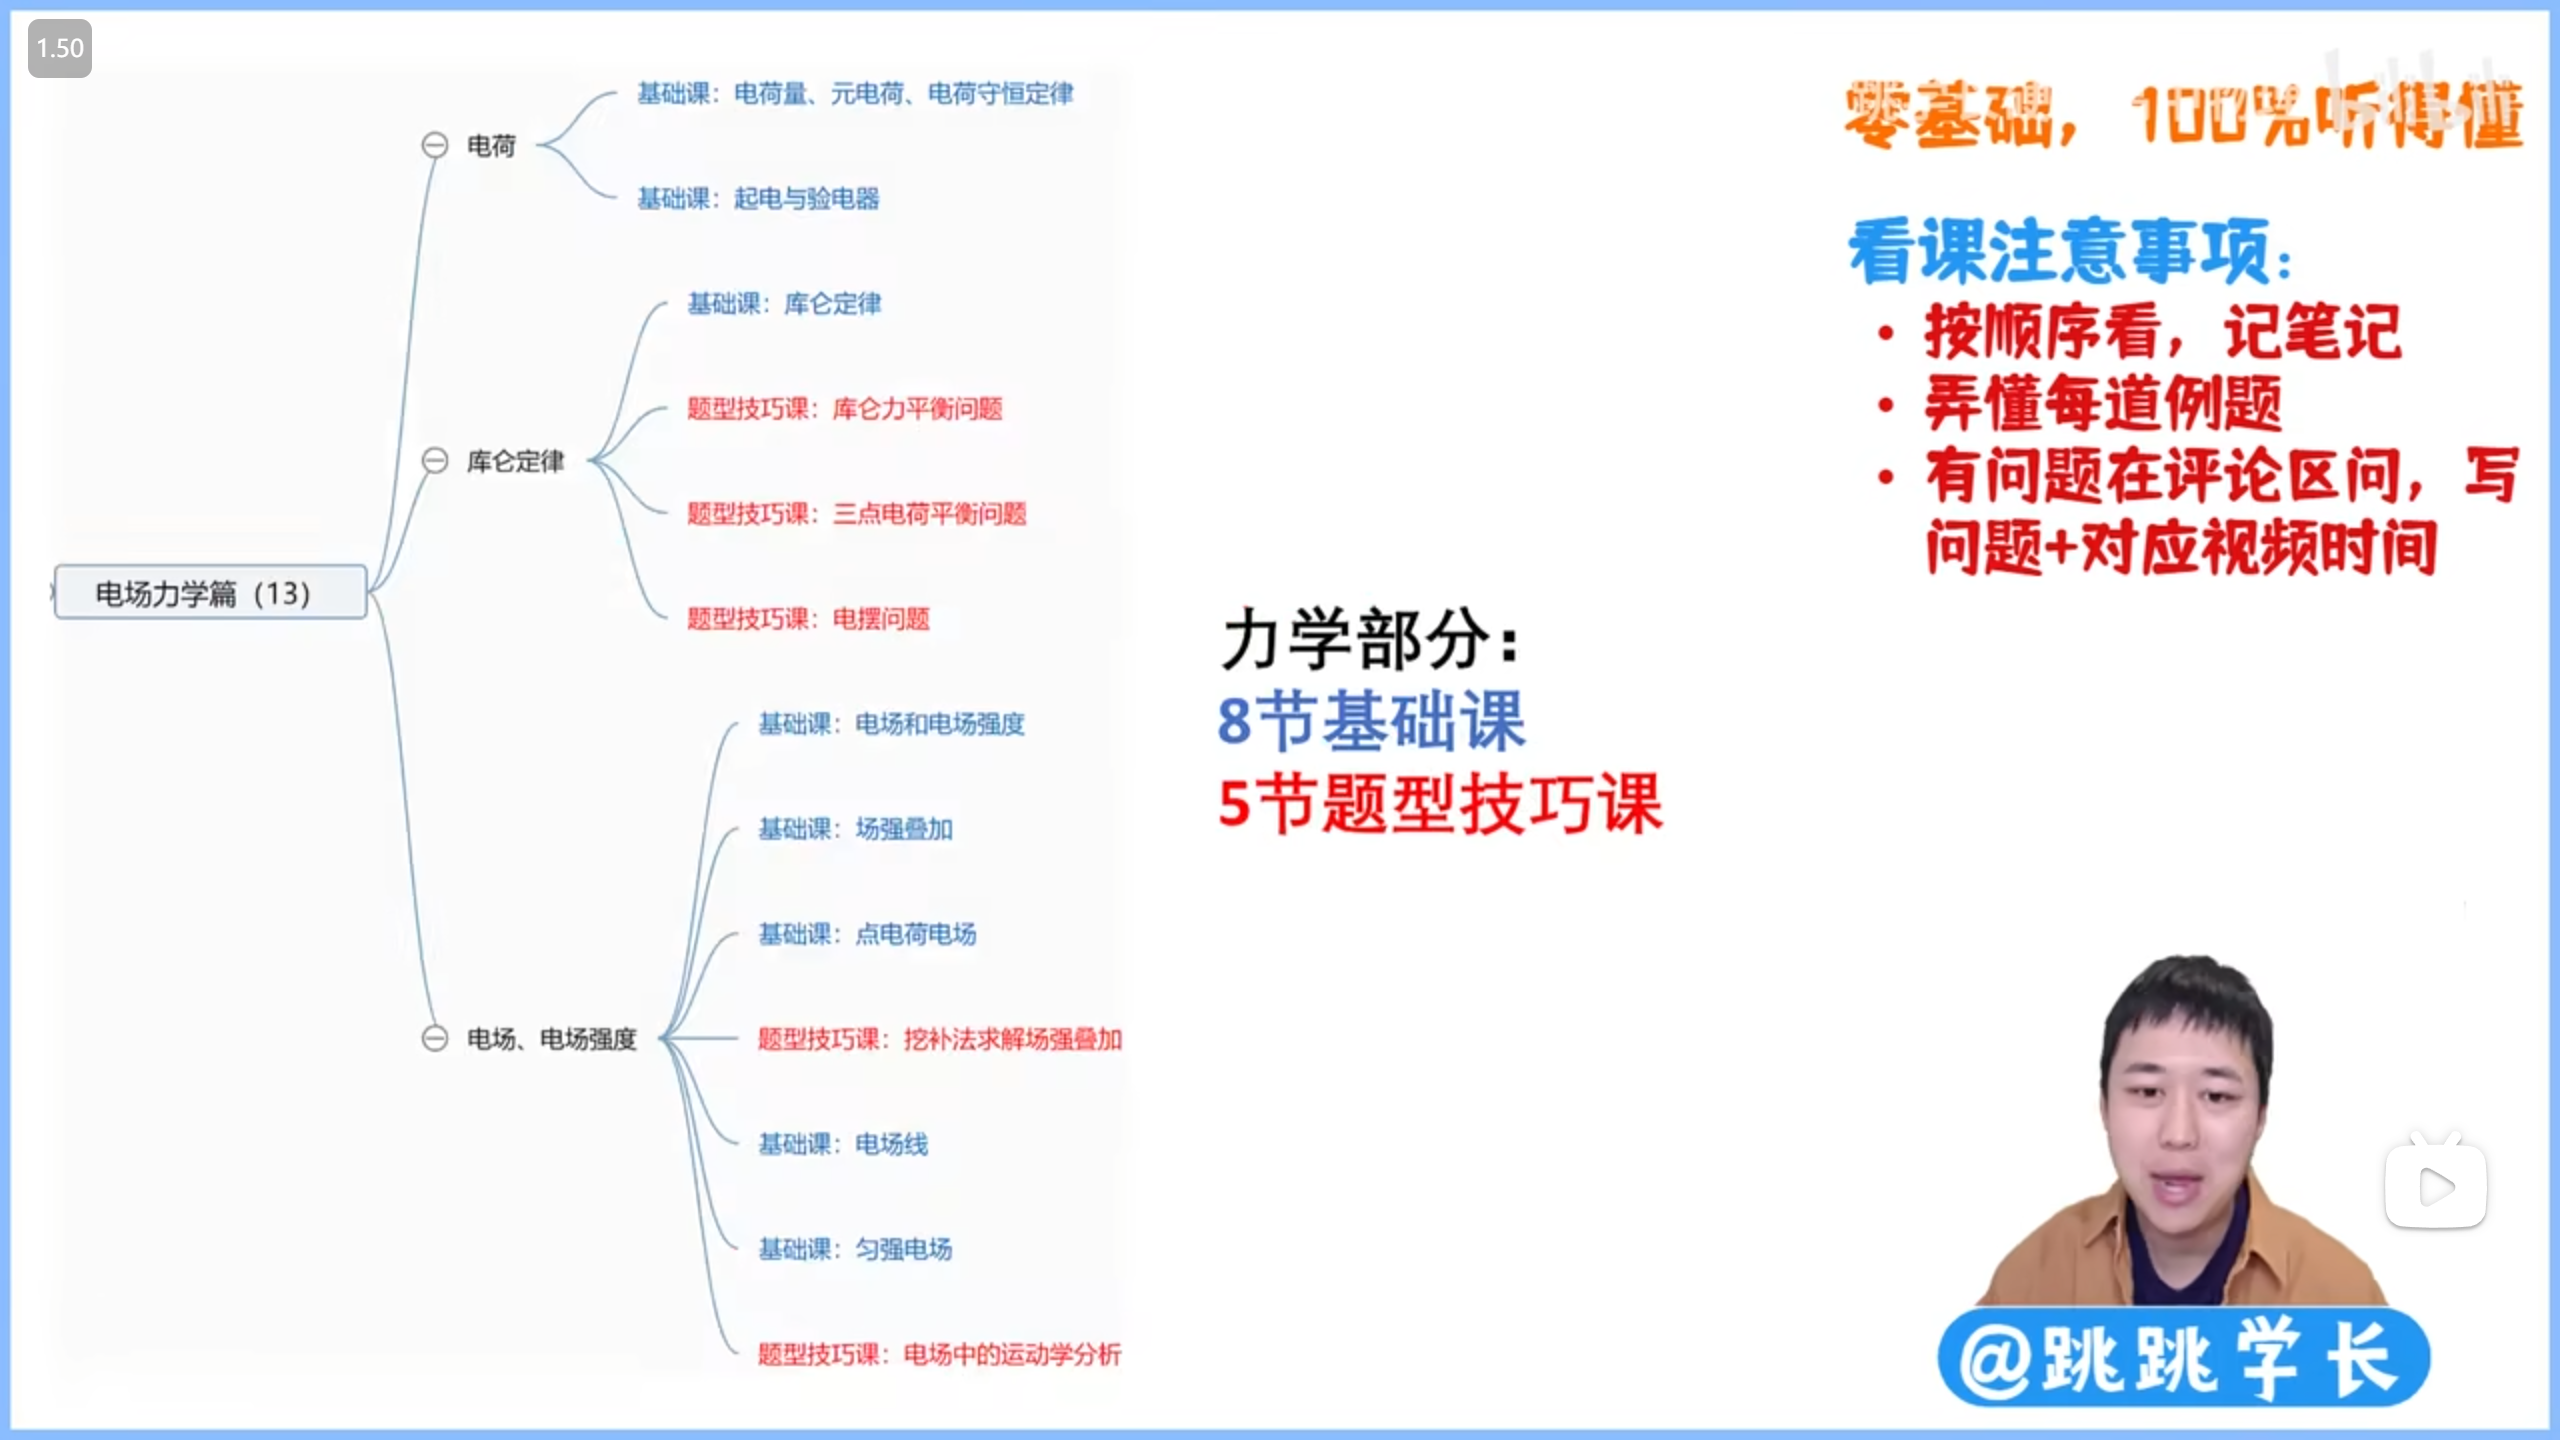 1.50
基础课：电荷量、元电荷、电荷守恒定律
电荷
基础课：起电与验电器
基础课：库仑定律
题型技巧课：库仑力平衡问题
库仑定律
题型技巧课：三点电荷平衡问题
题型技巧课：电摆问题
电场力学篇（13）
基础课：电场和电场强度
基础课：场强叠加
基础课：点电荷电场
电场、电场强度
题型技巧课：挖补法求解场强叠加
基础课：电场线
基础课：匀强电场
题型技巧课：电场中的运动学分析
力学部分：
8节基础课
5节题型技巧课
零基础，100%听得懂
看课注意事项：
• 按顺序看，记笔记
• 弄懂每道例题
• 有问题在评论区问，写
问题+对应视频时间
@跳跳学长